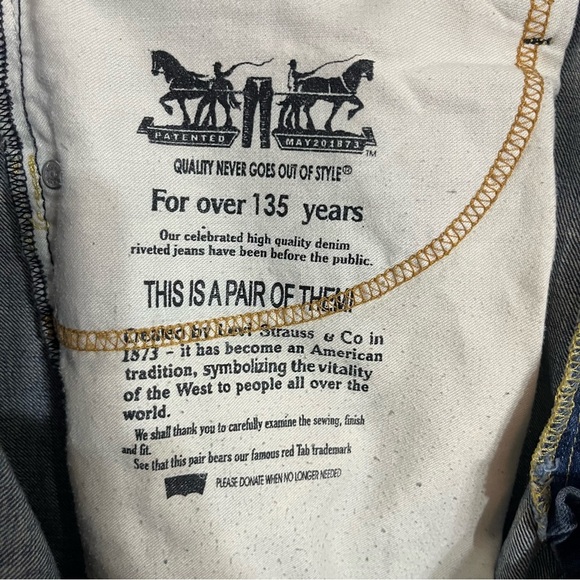 PATENTED MAY 20 1873 TM
QUALITY NEVER GOES OUT OF STYLE®
For over 135 years
Our celebrated high quality denim
riveted jeans have been before the public.
THIS IS A PAIR OF THEM!
Created by Levi Strauss & Co in
1873 – it has become an American
tradition, symbolizing the vitality
of the West to people all over the
world.
We shall thank you to carefully examine the sewing, finish
and fit.
See that this pair bears our famous red Tab trademark
PLEASE DONATE WHEN NO LONGER NEEDED